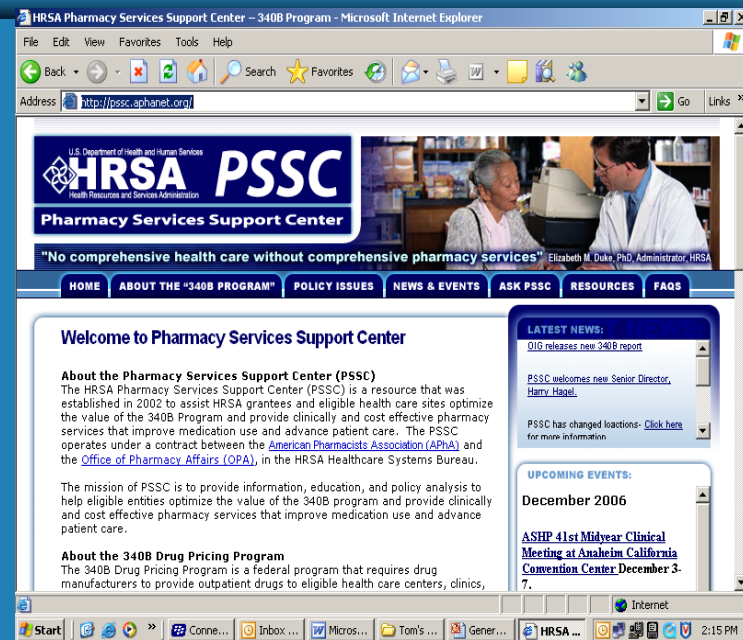 HRSA Pharmacy Services Support Center – 340B Program - Microsoft Internet Explorer
File Edit View Favorites Tools Help
Back Search Favorites
Address http://pssc.aphanet.org/ Go Links »
U.S. Department of Health and Human Services
HRSA PSSC
Health Resources and Services Administration
Pharmacy Services Support Center
"No comprehensive health care without comprehensive pharmacy services" Elizabeth M. Duke, PhD, Administrator, HRSA
HOME ABOUT THE "340B PROGRAM" POLICY ISSUES NEWS & EVENTS ASK PSSC RESOURCES FAQS
Welcome to Pharmacy Services Support Center
About the Pharmacy Services Support Center (PSSC)
The HRSA Pharmacy Services Support Center (PSSC) is a resource that was
established in 2002 to assist HRSA grantees and eligible health care sites optimize
the value of the 340B Program and provide clinically and cost effective pharmacy
services that improve medication use and advance patient care. The PSSC
operates under a contract between the American Pharmacists Association (APhA) and
the Office of Pharmacy Affairs (OPA), in the HRSA Healthcare Systems Bureau.
The mission of PSSC is to provide information, education, and policy analysis to
help eligible entities optimize the value of the 340B program and provide clinically
and cost effective pharmacy services that improve medication use and advance
patient care.
About the 340B Drug Pricing Program
The 340B Drug Pricing Program is a federal program that requires drug
manufacturers to provide outpatient drugs to eligible health care centers, clinics,
LATEST NEWS:
OIG releases new 340B report
PSSC welcomes new Senior Director,
Harry Hagel.
PSSC has changed loactions- Click here
for more information
UPCOMING EVENTS:
December 2006
ASHP 41st Midyear Clinical
Meeting at Anaheim California
Convention Center December 3-
7.
Internet
Start » Conne... Inbox ... Micros... Tom's ... Gener... HRSA ... 2:15 PM